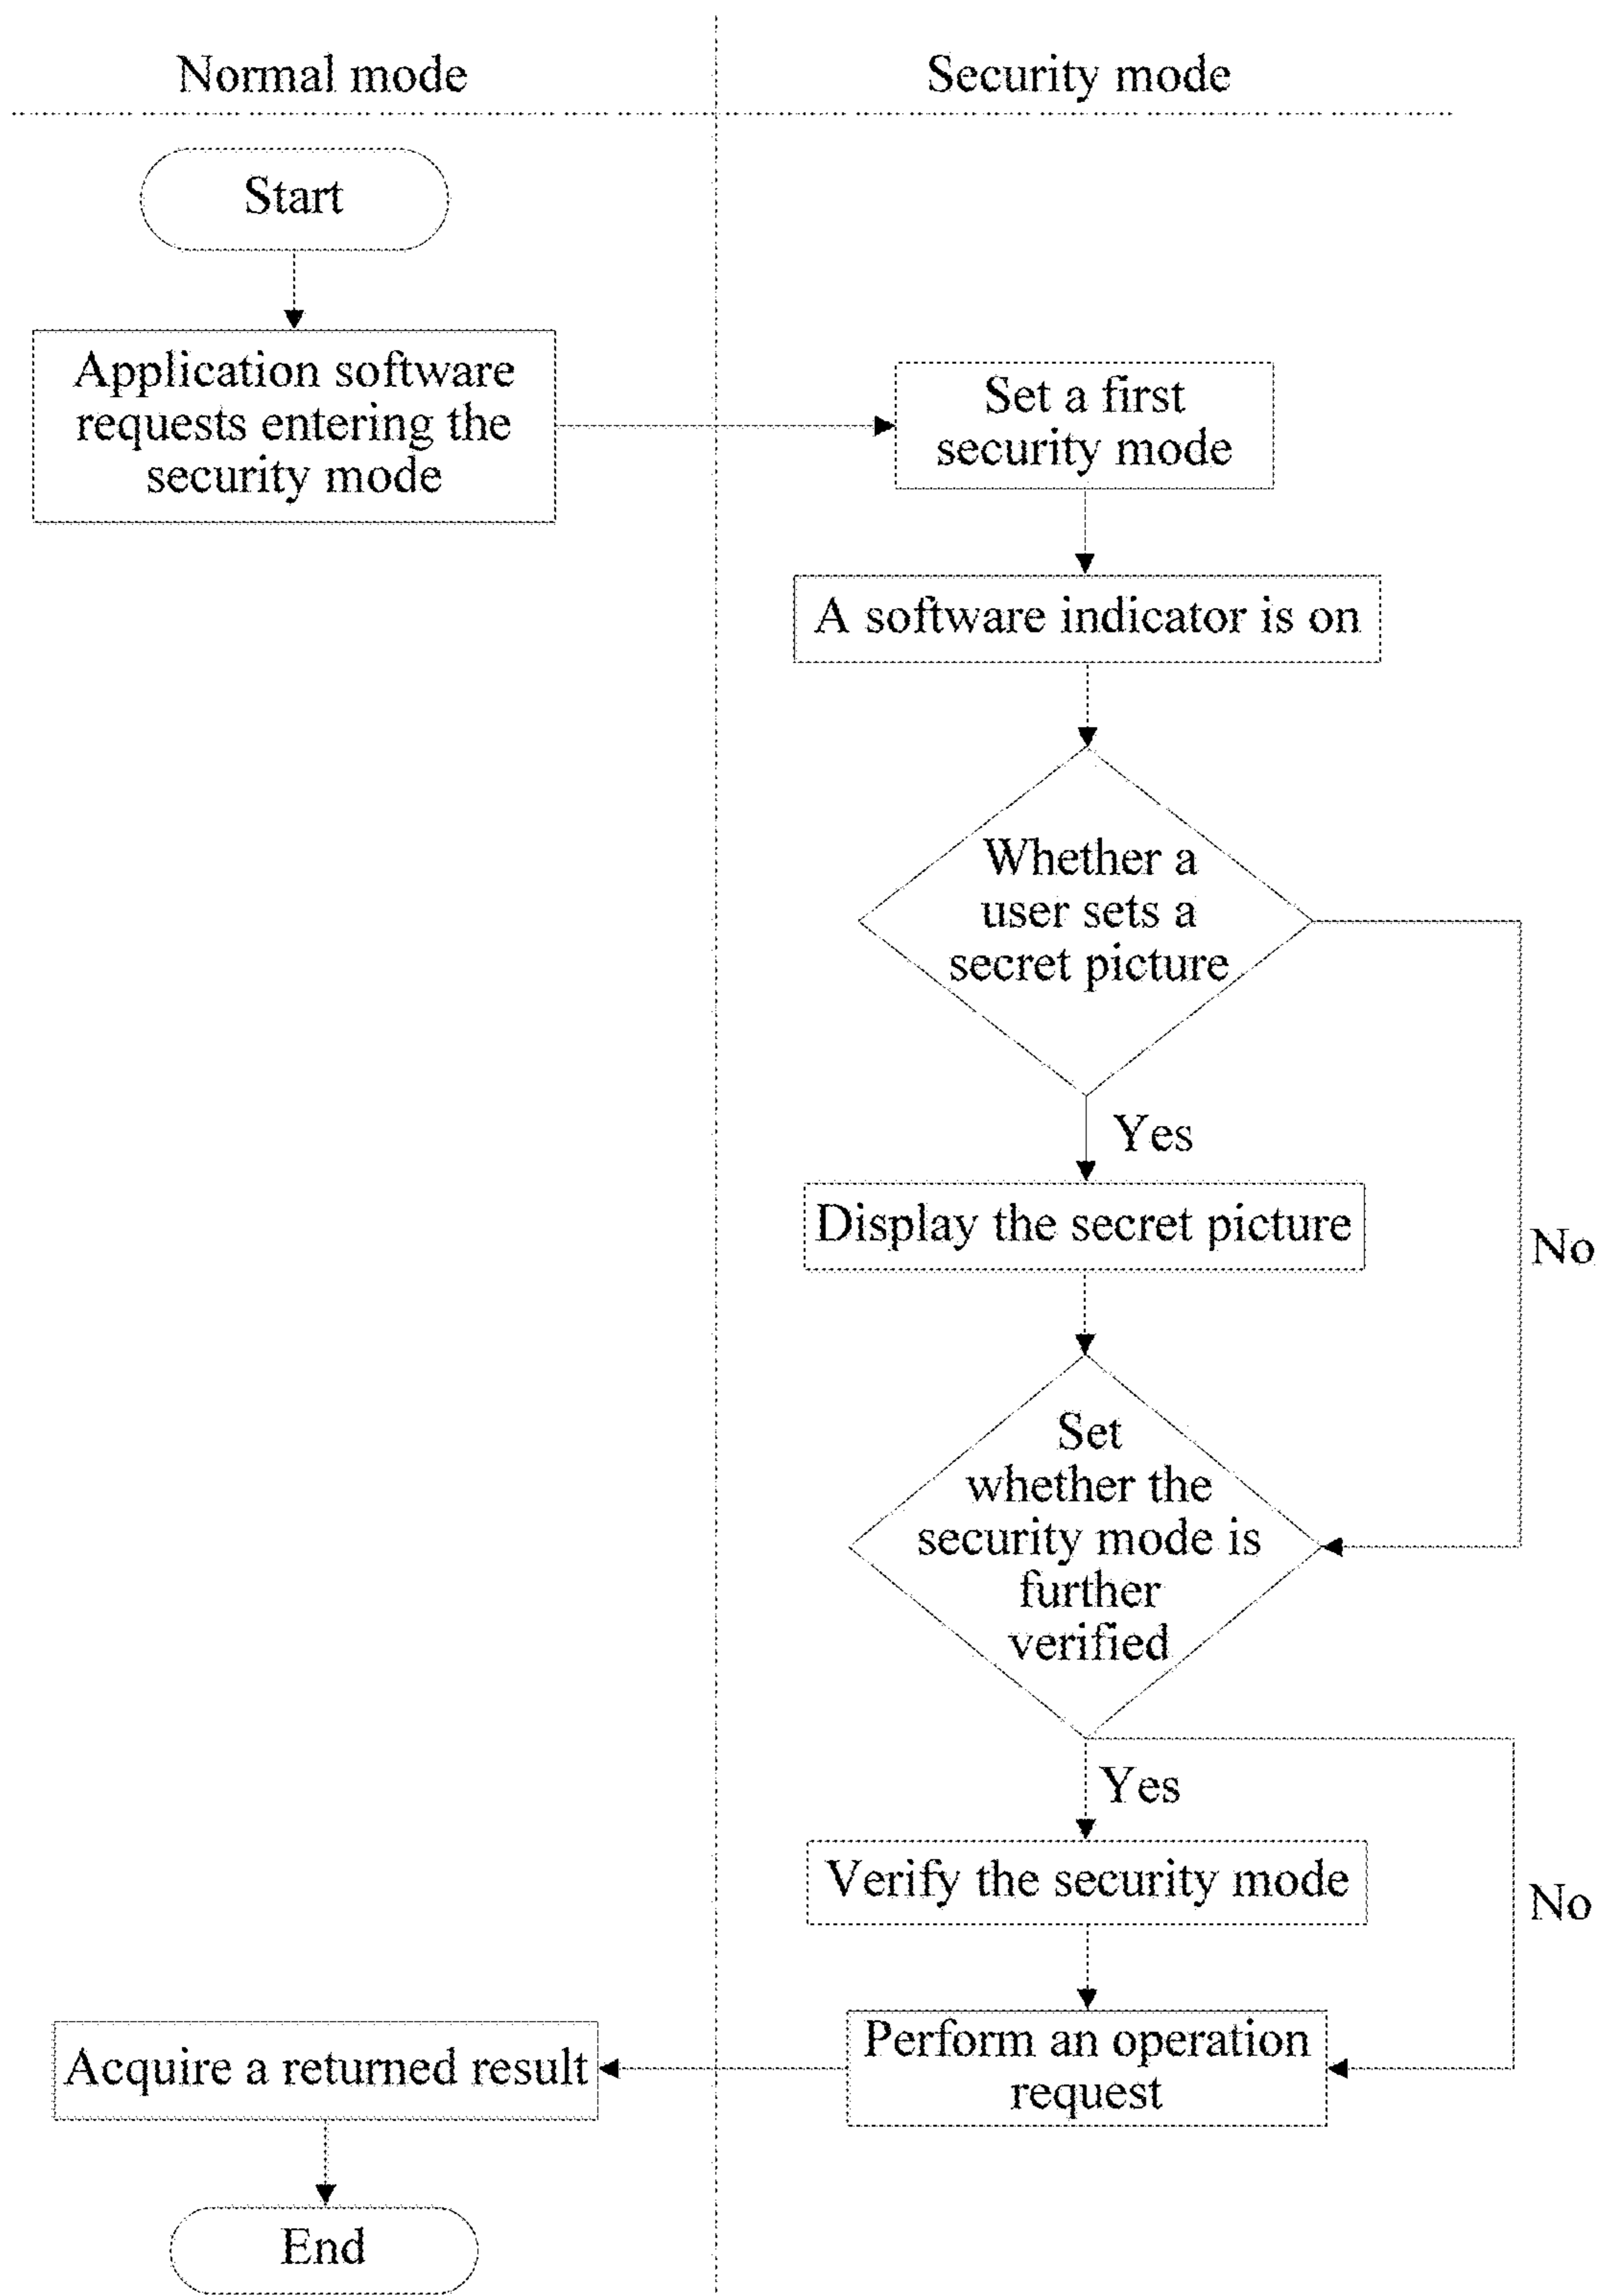 Normal mode
Security mode
Start
Application software
requests entering the
security mode
Set a first
security mode
A software indicator is on
Whether a
user sets a
secret picture
Yes
No
Display the secret picture
Set
whether the
security mode is
further
verified
Yes
No
Verify the security mode
Perform an operation
request
Acquire a returned result
End